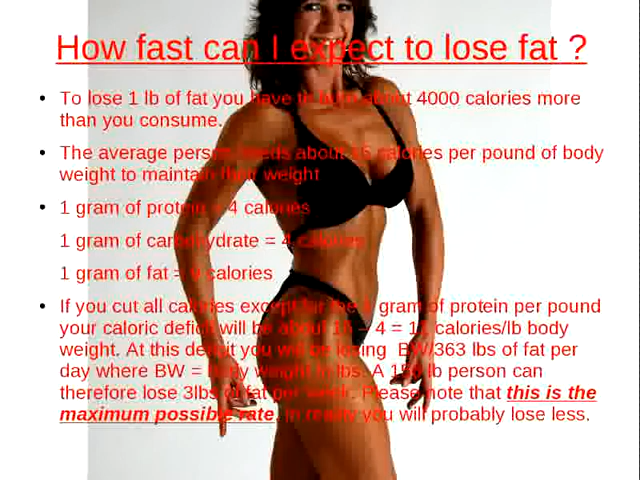 How fast can I expect to lose fat ?
• To lose 1 lb of fat you have to burn about 4000 calories more
than you consume.
• The average person needs about 15 calories per pound of body
weight to maintain their weight
• 1 gram of protein = 4 calories
1 gram of carbohydrate = 4 calories
1 gram of fat = 9 calories
• If you cut all calories except for the 1 gram of protein per pound
your caloric deficit will be about 15 – 4 = 11 calories/lb body
weight. At this deficit you will be losing BW/363 lbs of fat per
day where BW = body weight in lbs. A 155 lb person can
therefore lose 3lbs of fat per week. Please note that this is the
maximum possible rate, in reality you will probably lose less.